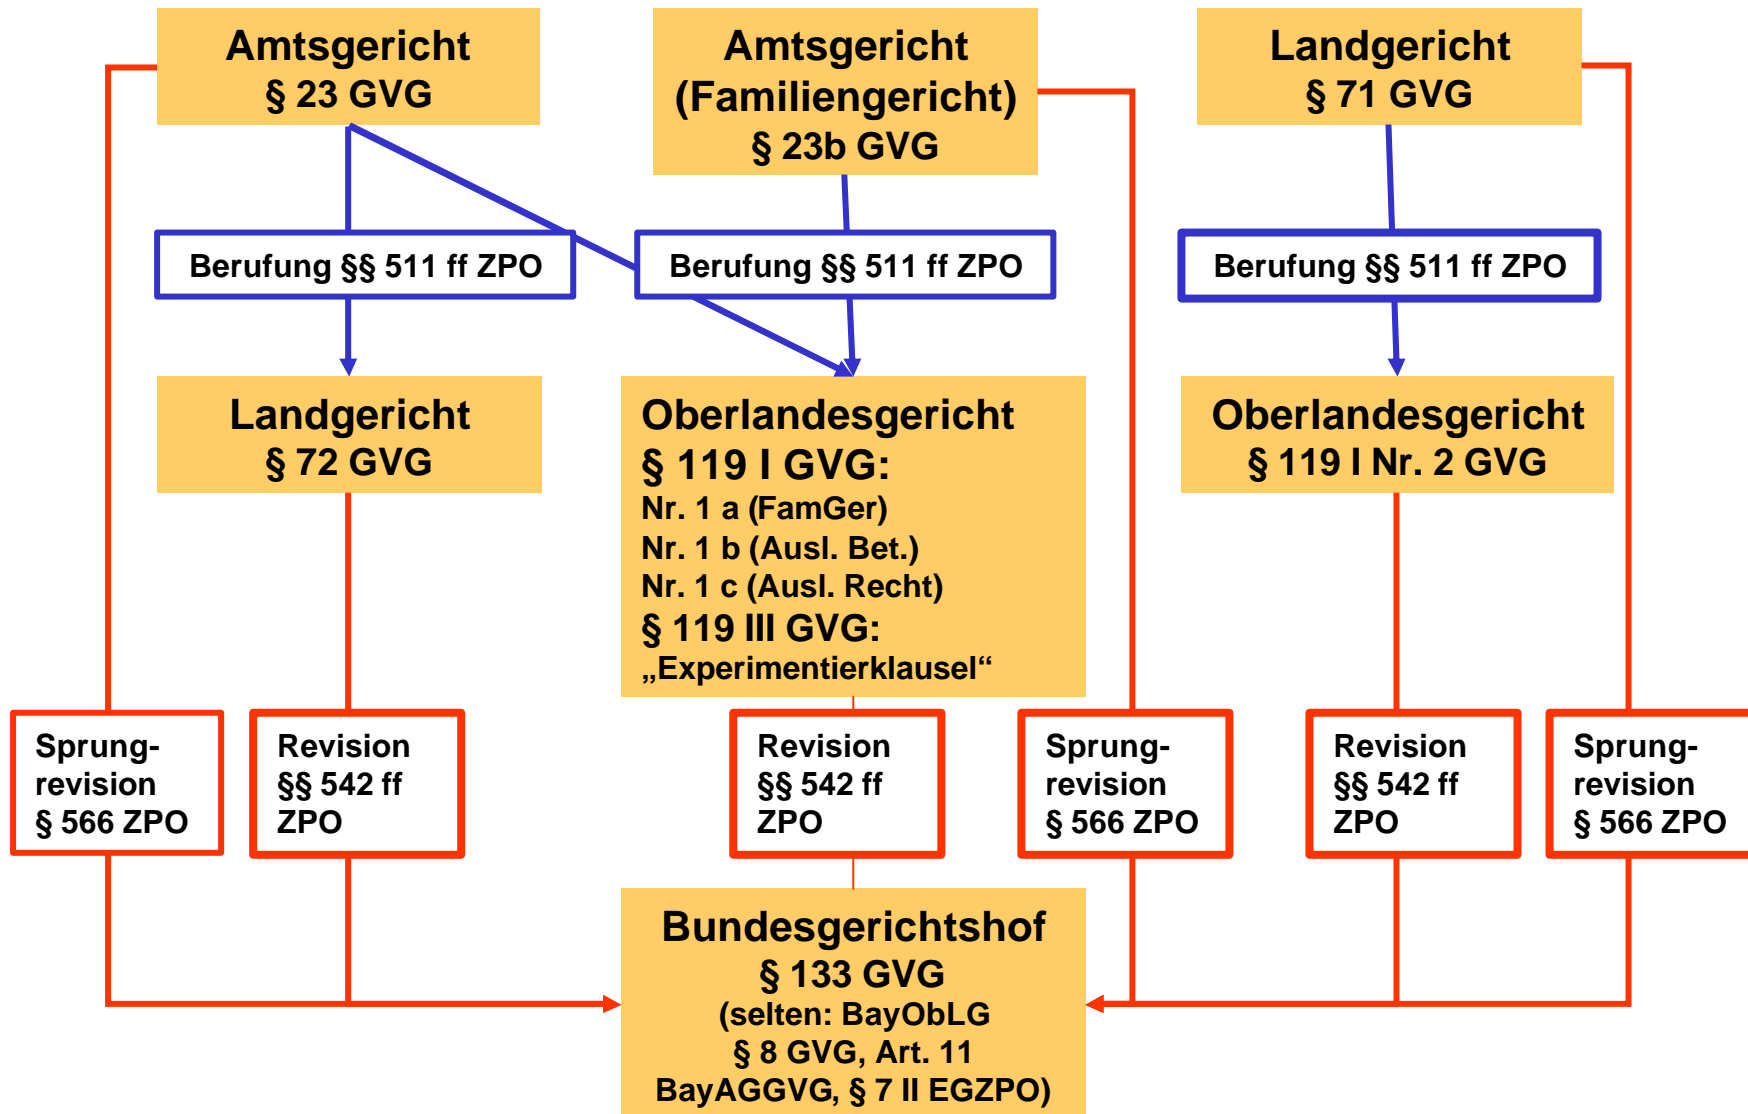 Amtsgericht
§ 23 GVG
Amtsgericht
(Familiengericht)
§ 23b GVG
Landgericht
§ 71 GVG
Berufung §§ 511 ff ZPO
Berufung §§ 511 ff ZPO
Berufung §§ 511 ff ZPO
Landgericht
§ 72 GVG
Oberlandesgericht
§ 119 I GVG:
Nr. 1 a (FamGer)
Nr. 1 b (Ausl. Bet.)
Nr. 1 c (Ausl. Recht)
§ 119 III GVG:
„Experimentierklausel“
Oberlandesgericht
§ 119 I Nr. 2 GVG
Sprung-
revision
§ 566 ZPO
Revision
§§ 542 ff
ZPO
Revision
§§ 542 ff
ZPO
Sprung-
revision
§ 566 ZPO
Revision
§§ 542 ff
ZPO
Sprung-
revision
§ 566 ZPO
Bundesgerichtshof
§ 133 GVG
(selten: BayObLG
§ 8 GVG, Art. 11
BayAGGVG, § 7 II EGZPO)